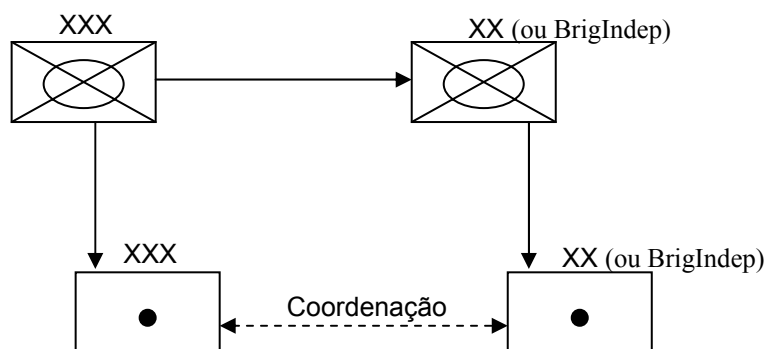 XXX
XX (ou BrigIndep)
XXX
XX (ou BrigIndep)
Coordenação